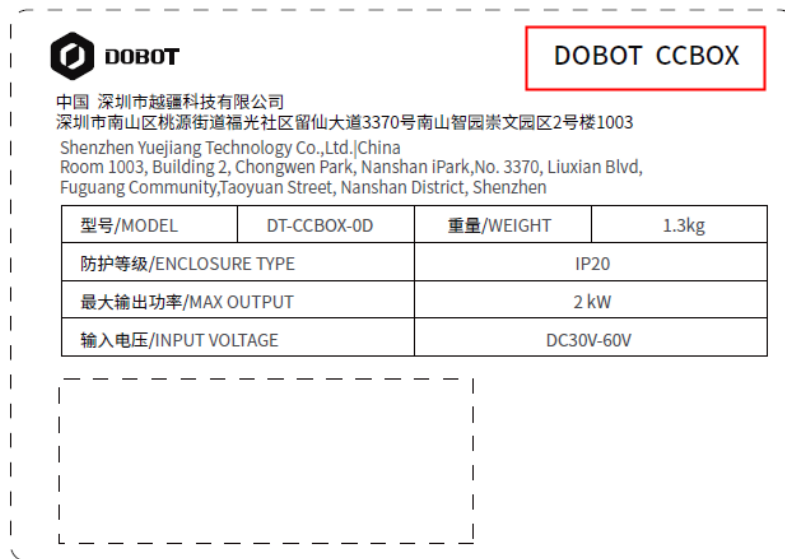 DOBOT
DOBOT CCBOX
中国 深圳市越疆科技有限公司
深圳市南山区桃源街道福光社区留仙大道3370号南山智园崇文园区2号楼1003
Shenzhen Yuejiang Technology Co.,Ltd.|China
Room 1003, Building 2, Chongwen Park, Nanshan iPark,No. 3370, Liuxian Blvd,
Fuguang Community,Taoyuan Street, Nanshan District, Shenzhen
型号/MODEL DT-CCBOX-0D 重量/WEIGHT 1.3kg
防护等级/ENCLOSURE TYPE IP20
最大输出功率/MAX OUTPUT 2 kW
输入电压/INPUT VOLTAGE DC30V-60V